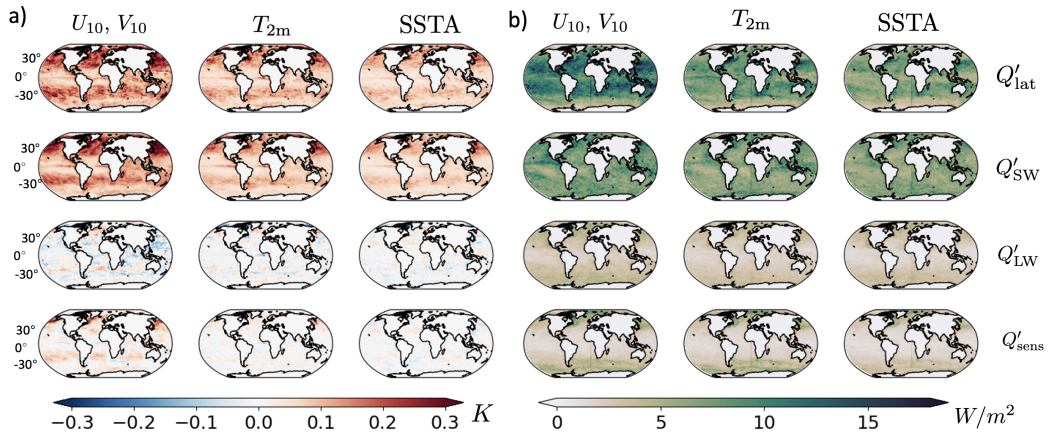 a) U₁₀, V₁₀ T₂ₘ SSTA b) U₁₀, V₁₀ T₂ₘ SSTA
30°
0°
-30°
Q′lat
30°
0°
-30°
Q′SW
30°
0°
-30°
Q′LW
30°
0°
-30°
Q′sens
−0.3 −0.2 −0.1 0.0 0.1 0.2 0.3 K 0 5 10 15 W/m²